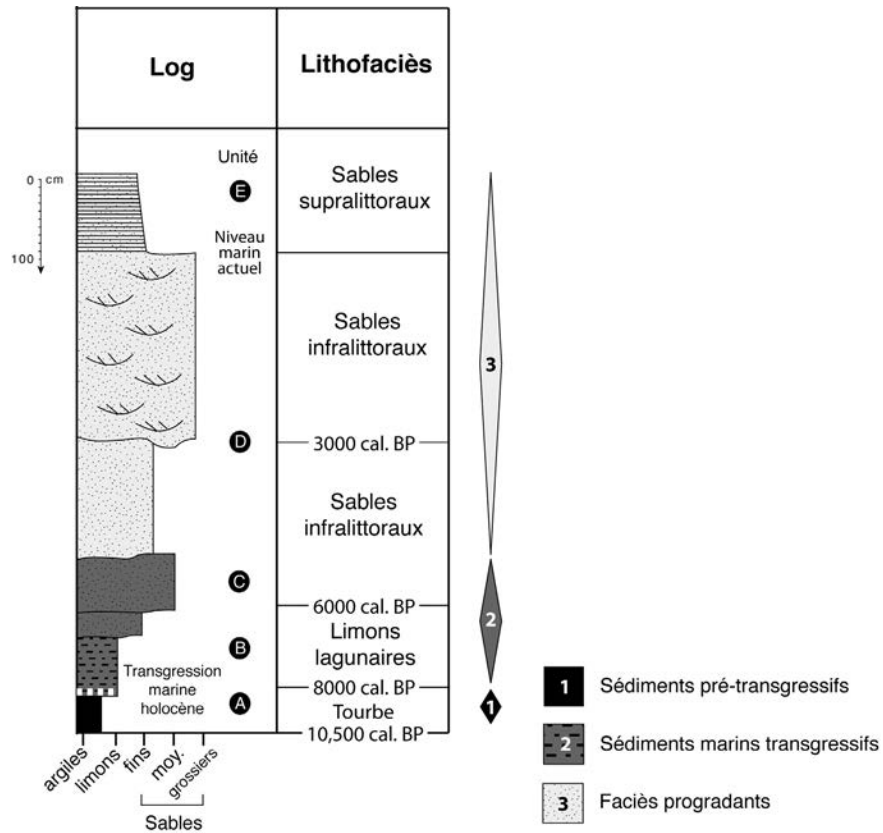 Log
Lithofaciès
Unité
0 cm
100
E
Niveau
marin
actuel
Sables
supralittoraux
Sables
infralittoraux
D
3000 cal. BP
Sables
infralittoraux
C
6000 cal. BP
B
Limons
lagunaires
Transgression
marine
holocène
A
8000 cal. BP
Tourbe
10,500 cal. BP
argiles
limons
fins
moy.
grossiers
Sables
3
2
1
1 Sédiments pré-transgressifs
2 Sédiments marins transgressifs
3 Faciès progradants